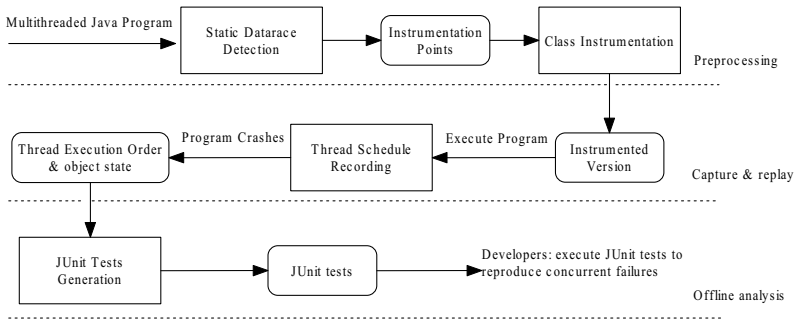 Multithreaded Java Program
Static Datarace
Detection
Instrumentation
Points
Class Instrumentation
Preprocessing
Thread Execution Order
& object state
Program Crashes
Thread Schedule
Recording
Execute Program
Instrumented
Version
Capture & replay
JUnit Tests
Generation
JUnit tests
Developers: execute JUnit tests to
reproduce concurrent failures
Offline analysis